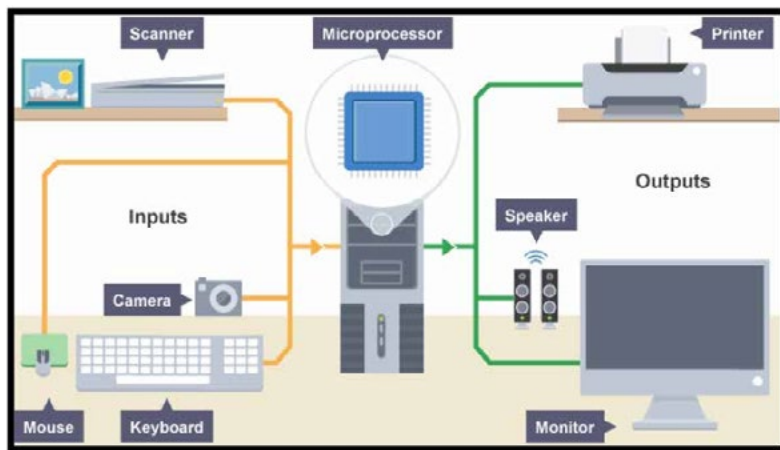 Scanner
Microprocessor
Printer
Inputs
Outputs
Speaker
Camera
Mouse
Keyboard
Monitor